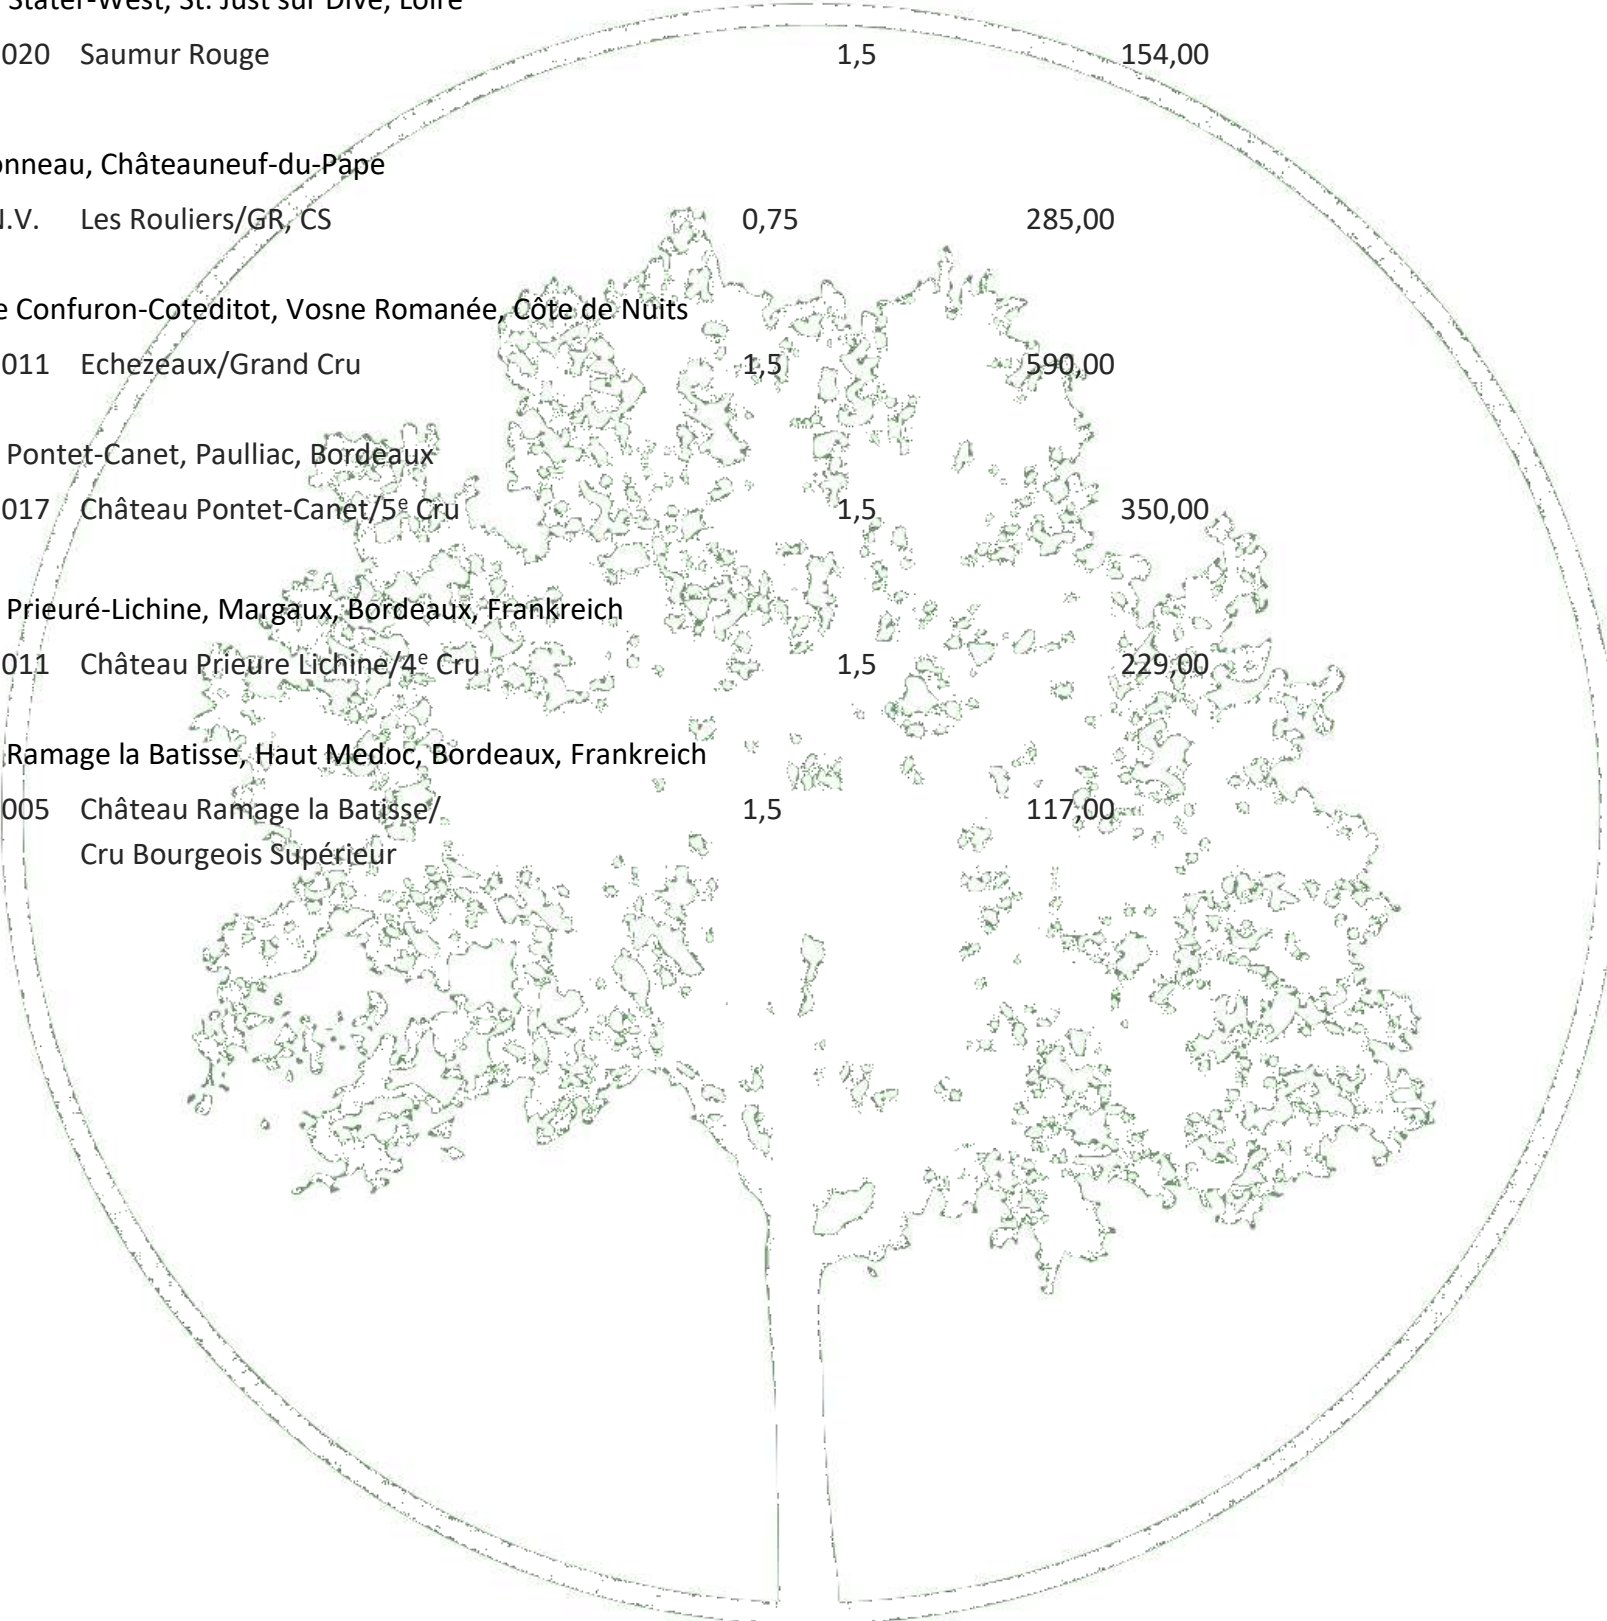 Stater-West, St. Just sur Dive, Loire
020 Saumur Rouge 1,5 154,00
onneau, Châteauneuf-du-Pape
.V. Les Rouliers/GR, CS 0,75 285,00
e Confuron-Coteditot, Vosne Romanée, Côte de Nuits
011 Echezeaux/Grand Cru 1,5 590,00
Pontet-Canet, Paulliac, Bordeaux
017 Château Pontet-Canet/5e Cru 1,5 350,00
Prieuré-Lichine, Margaux, Bordeaux, Frankreich
011 Château Prieure Lichine/4e Cru 1,5 229,00
Ramage la Batisse, Haut Medoc, Bordeaux, Frankreich
005 Château Ramage la Batisse/ 1,5 117,00
Cru Bourgeois Supérieur